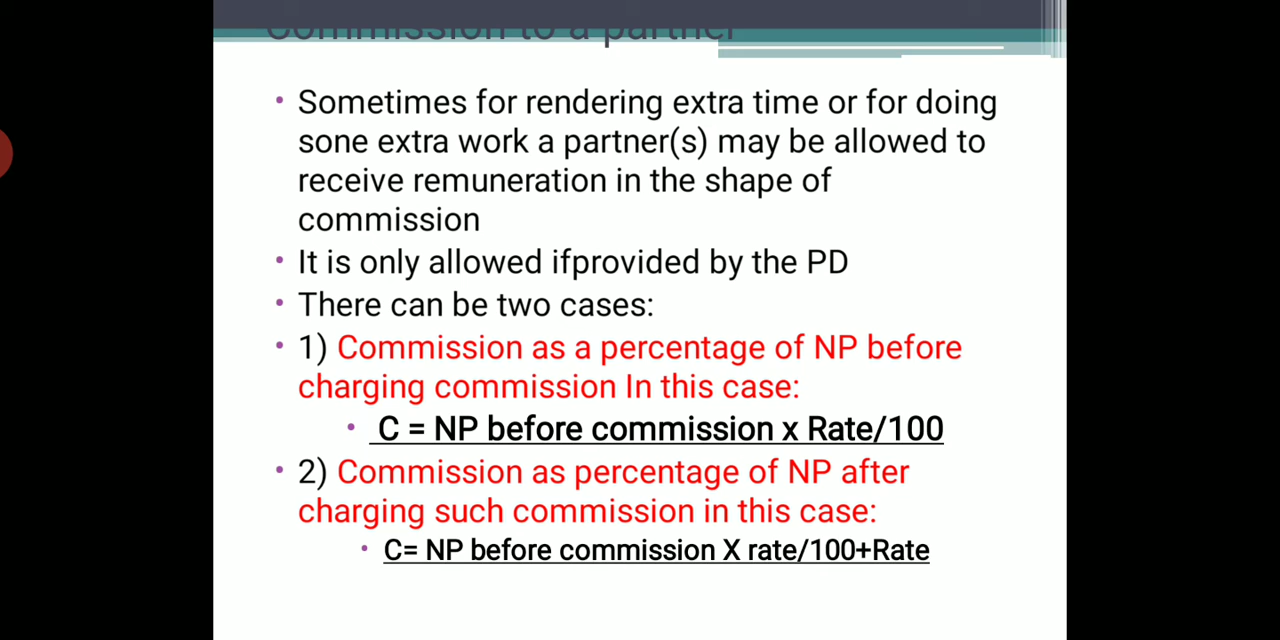 Commission to a partner
• Sometimes for rendering extra time or for doing
sone extra work a partner(s) may be allowed to
receive remuneration in the shape of
commission
• It is only allowed ifprovided by the PD
• There can be two cases:
• 1) Commission as a percentage of NP before
charging commission In this case:
• C = NP before commission x Rate/100
• 2) Commission as percentage of NP after
charging such commission in this case:
• C= NP before commission X rate/100+Rate